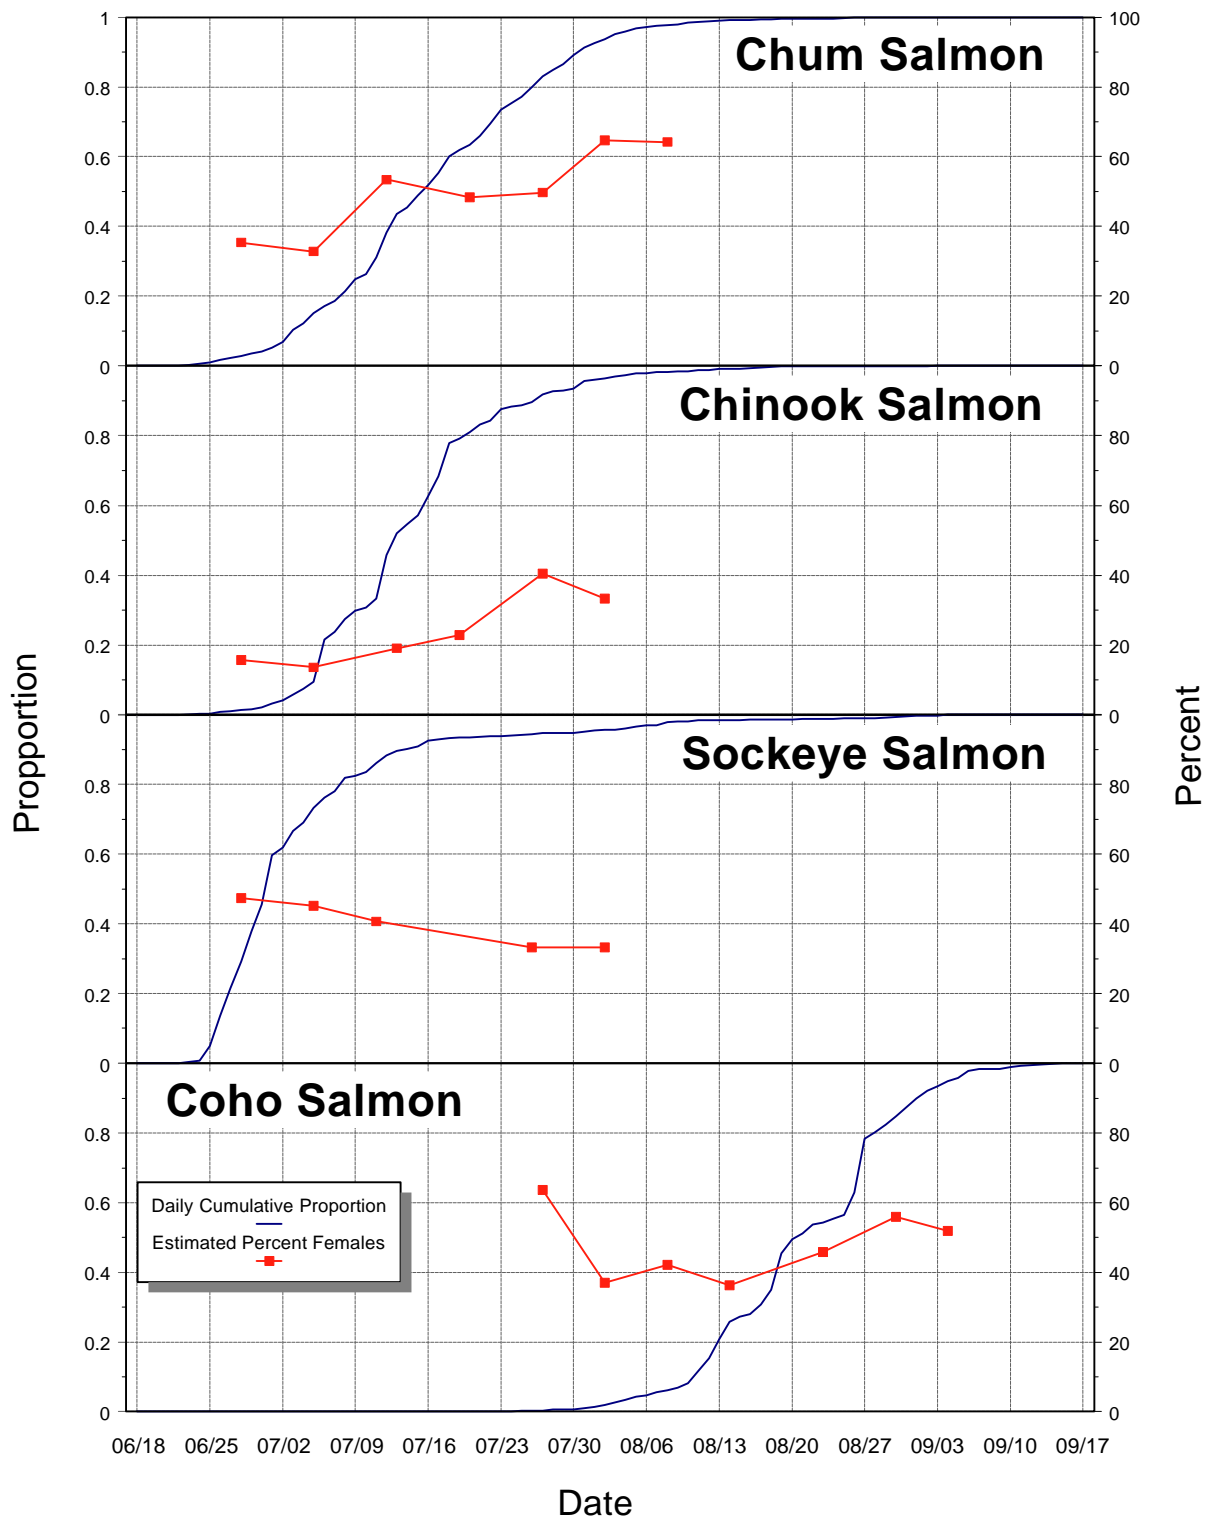 1 100
Chum Salmon
0.8 80
0.6 60
0.4 40
0.2 20
0 0
Chinook Salmon
0.8 80
0.6 60
0.4 40
0.2 20
0 0
Sockeye Salmon
0.8 80
0.6 60
0.4 40
0.2 20
0 0
Coho Salmon
0.8 80
0.6 60
0.4 40
0.2 20
0 0
Daily Cumulative Proportion
Estimated Percent Females
Propportion
Percent
06/18 06/25 07/02 07/09 07/16 07/23 07/30 08/06 08/13 08/20 08/27 09/03 09/10 09/17
Date